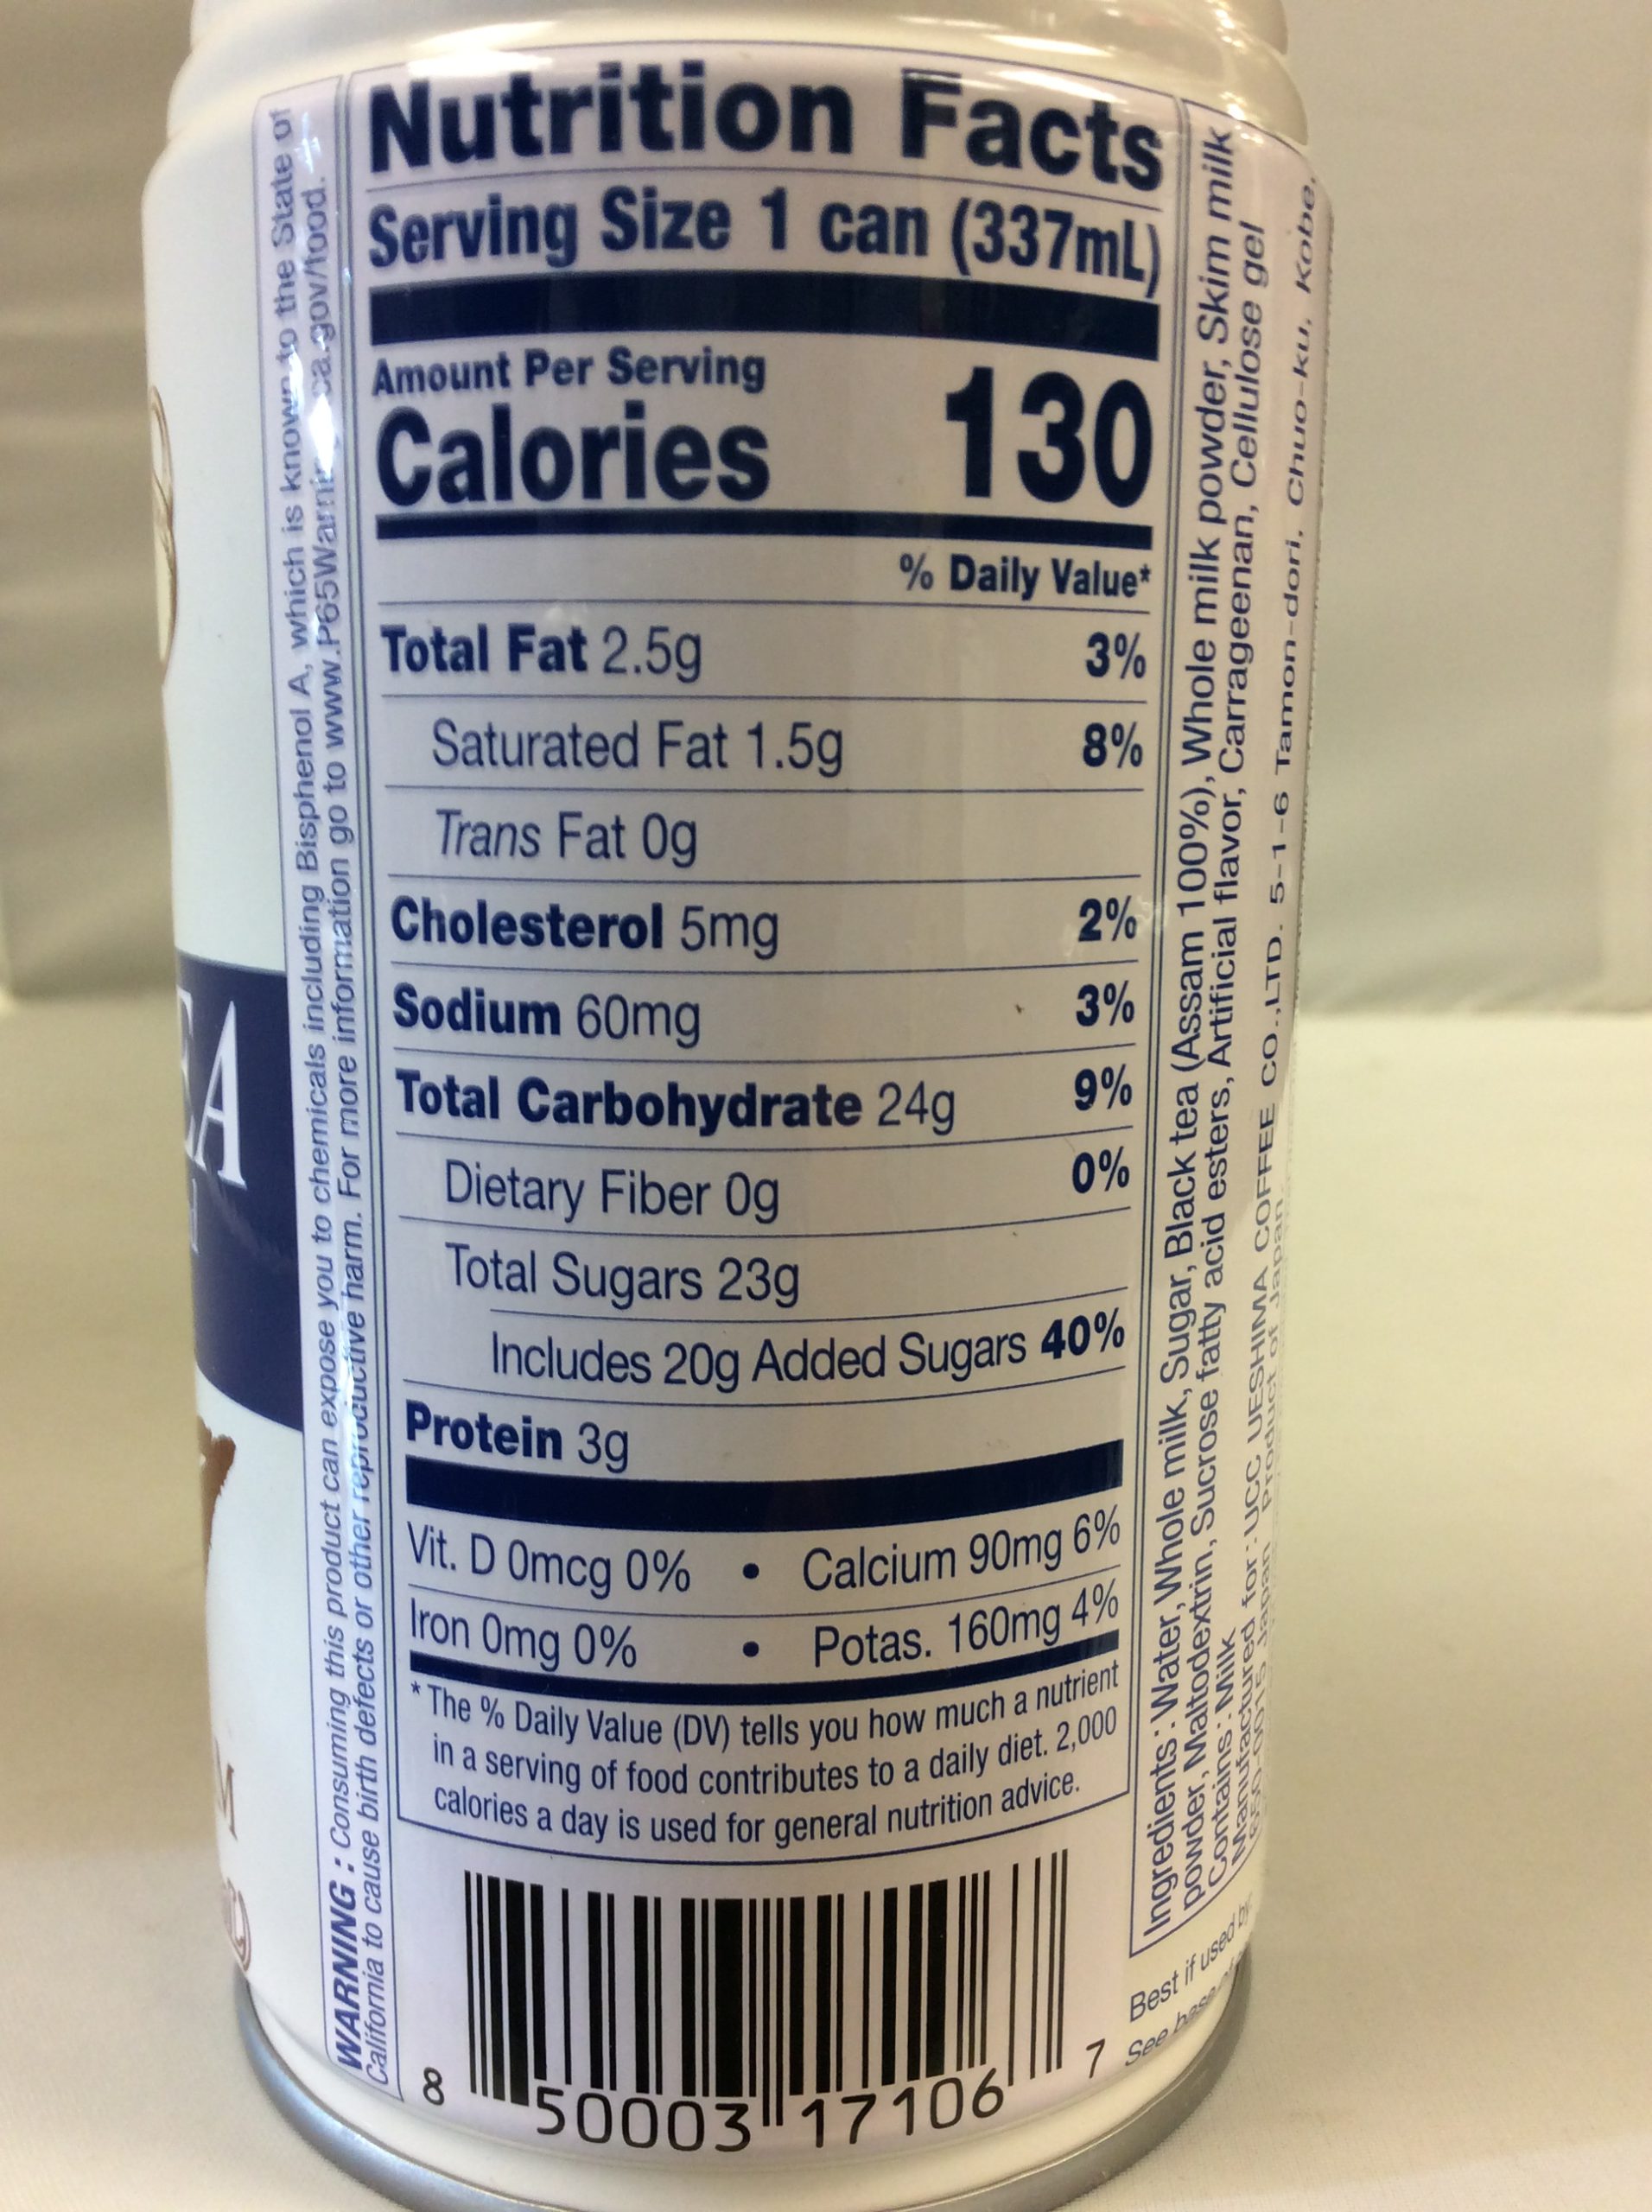 WARNING : Consuming this product can expose you to chemicals including Bisphenol A, which is known to the State of
California to cause birth defects or other reproductive harm. For more information go to www.P65Warnin ca.gov/food.
EA
M
Nutrition Facts
Serving Size 1 can (337mL)
Amount Per Serving
Calories 130
% Daily Value*
Total Fat 2.5g 3%
Saturated Fat 1.5g 8%
Trans Fat 0g
Cholesterol 5mg 2%
Sodium 60mg 3%
Total Carbohydrate 24g 9%
Dietary Fiber 0g 0%
Total Sugars 23g
Includes 20g Added Sugars 40%
Protein 3g
Vit. D 0mcg 0% • Calcium 90mg 6%
Iron 0mg 0% • Potas. 160mg 4%
* The % Daily Value (DV) tells you how much a nutrient
in a serving of food contributes to a daily diet. 2,000
calories a day is used for general nutrition advice.
8 50003 17106 7
Ingredients : Water, Whole milk, Sugar, Black tea (Assam 100%), Whole milk powder, Skim milk
powder, Maltodextrin, Sucrose fatty acid esters, Artificial flavor, Carrageenan, Cellulose gel
Contains : Milk
Manufactured for : UCC UESHIMA COFFEE CO.,LTD. 5-1-6 Tamon-dori, Chuo-ku, Kobe,
650-0015 Japan Product of Japan
Best if used by
See base